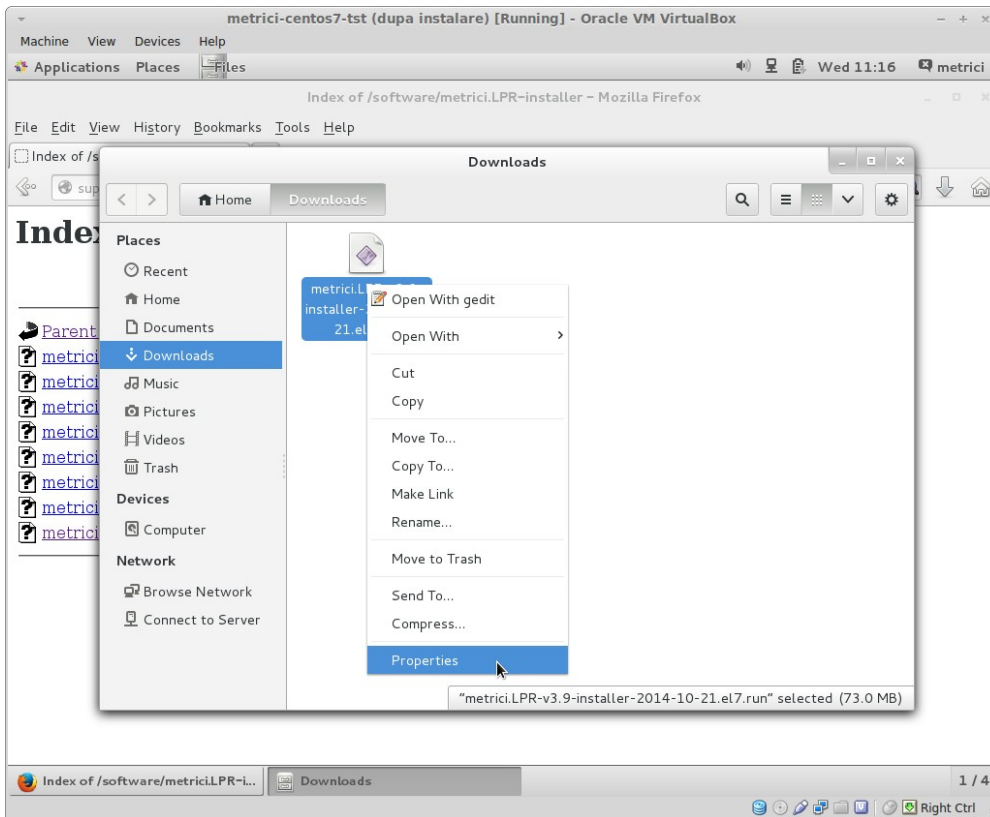 metrici-centos7-tst (dupa instalare) [Running] - Oracle VM VirtualBox
Machine View Devices Help
Applications Places Files Wed 11:16 metrici
Index of /software/metrici.LPR-installer - Mozilla Firefox
File Edit View History Bookmarks Tools Help
Index of /s
sup
Downloads
Home Downloads
Index
Parent
metrici
metrici
metrici
metrici
metrici
metrici
metrici
metrici
Places
Recent
Home
Documents
Downloads
Music
Pictures
Videos
Trash
Devices
Computer
Network
Browse Network
Connect to Server
metrici.L
installer-
21.el
Open With gedit
Open With
Cut
Copy
Move To...
Copy To...
Make Link
Rename...
Move to Trash
Send To...
Compress...
Properties
"metrici.LPR-v3.9-installer-2014-10-21.el7.run" selected (73.0 MB)
Index of /software/metrici.LPR-i... Downloads 1 / 4
Right Ctrl